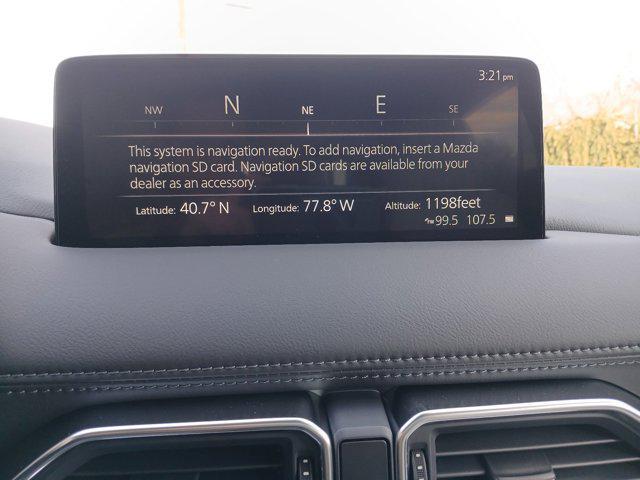 3:21pm
NW N NE E SE
This system is navigation ready. To add navigation, insert a Mazda
navigation SD card. Navigation SD cards are available from your
dealer as an accessory.
Latitude: 40.7° N Longitude: 77.8° W Altitude: 1198feet
99.5 107.5